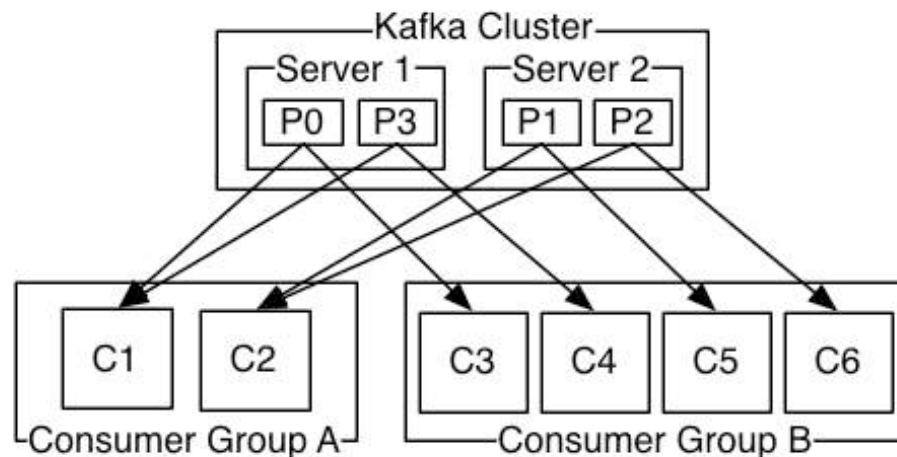 Kafka Cluster
Server 1 Server 2
P0 P3 P1 P2
C1 C2 C3 C4 C5 C6
Consumer Group A Consumer Group B